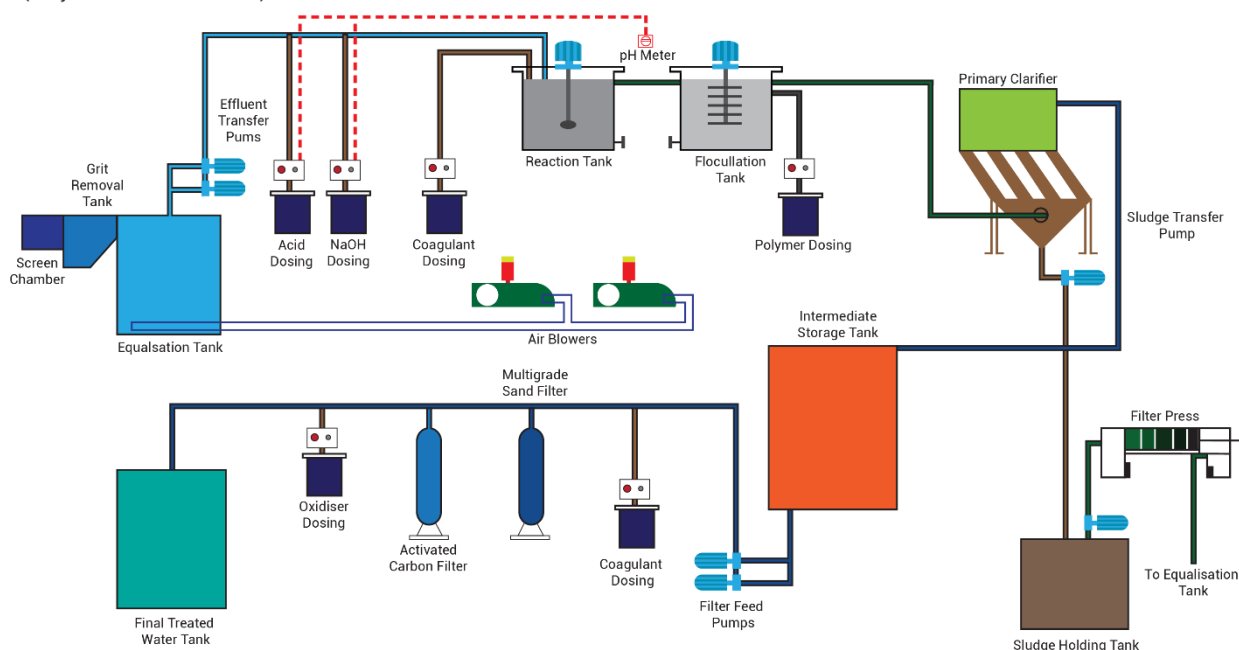 pH Meter
Primary Clarifier
Effluent
Transfer
Pums
Grit
Removal
Tank
Reaction Tank
Flocullation
Tank
Screen
Chamber
Acid
Dosing
NaOH
Dosing
Coagulant
Dosing
Polymer Dosing
Sludge Transfer
Pump
Equalsation Tank
Air Blowers
Intermediate
Storage Tank
Multigrade
Sand Filter
Filter Press
Oxidiser
Dosing
Activated
Carbon Filter
Coagulant
Dosing
Filter Feed
Pumps
To Equalisation
Tank
Final Treated
Water Tank
Sludge Holding Tank